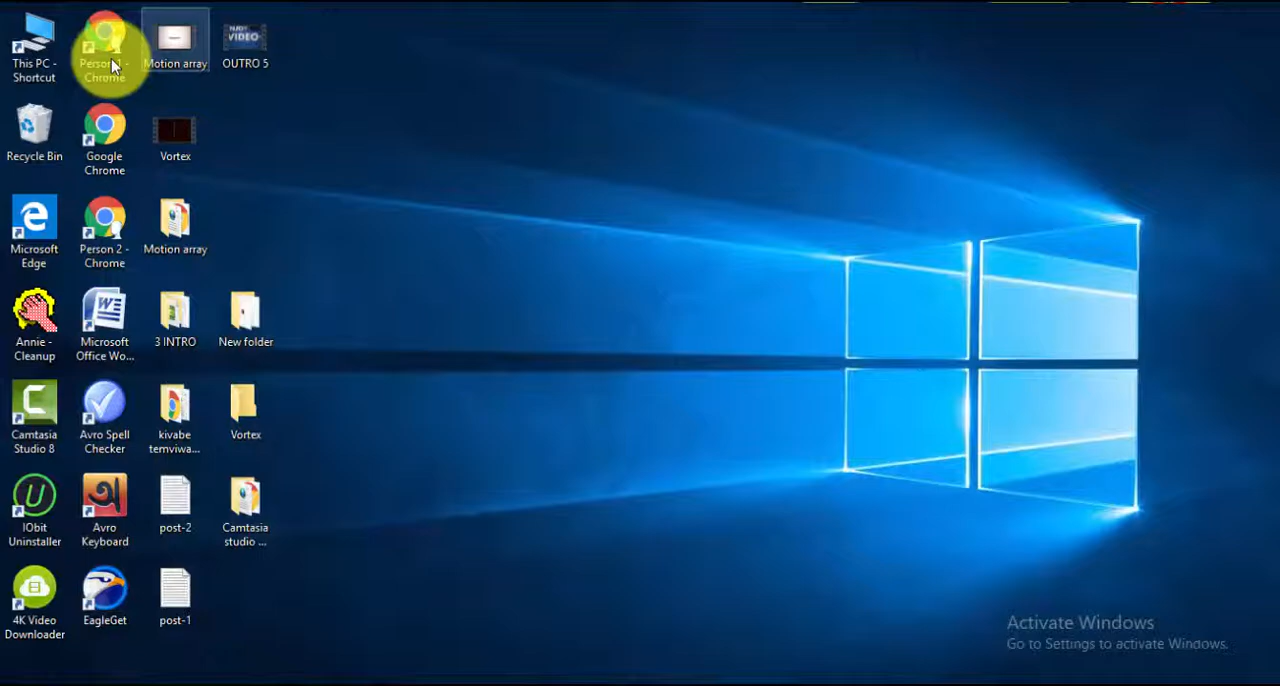 This PC -
Shortcut
Person 1 -
Chrome
Motion array
NJOY
VIDEO
OUTRO 5
Recycle Bin
Google
Chrome
Vortex
Microsoft
Edge
Person 2 -
Chrome
Motion array
Annie -
Cleanup
Microsoft
Office Wo...
3 INTRO
New folder
Camtasia
Studio 8
Avro Spell
Checker
kivabe
temviwa...
Vortex
IObit
Uninstaller
Avro
Keyboard
post-2
Camtasia
studio ...
4K Video
Downloader
EagleGet
post-1
Activate Windows
Go to Settings to activate Windows.